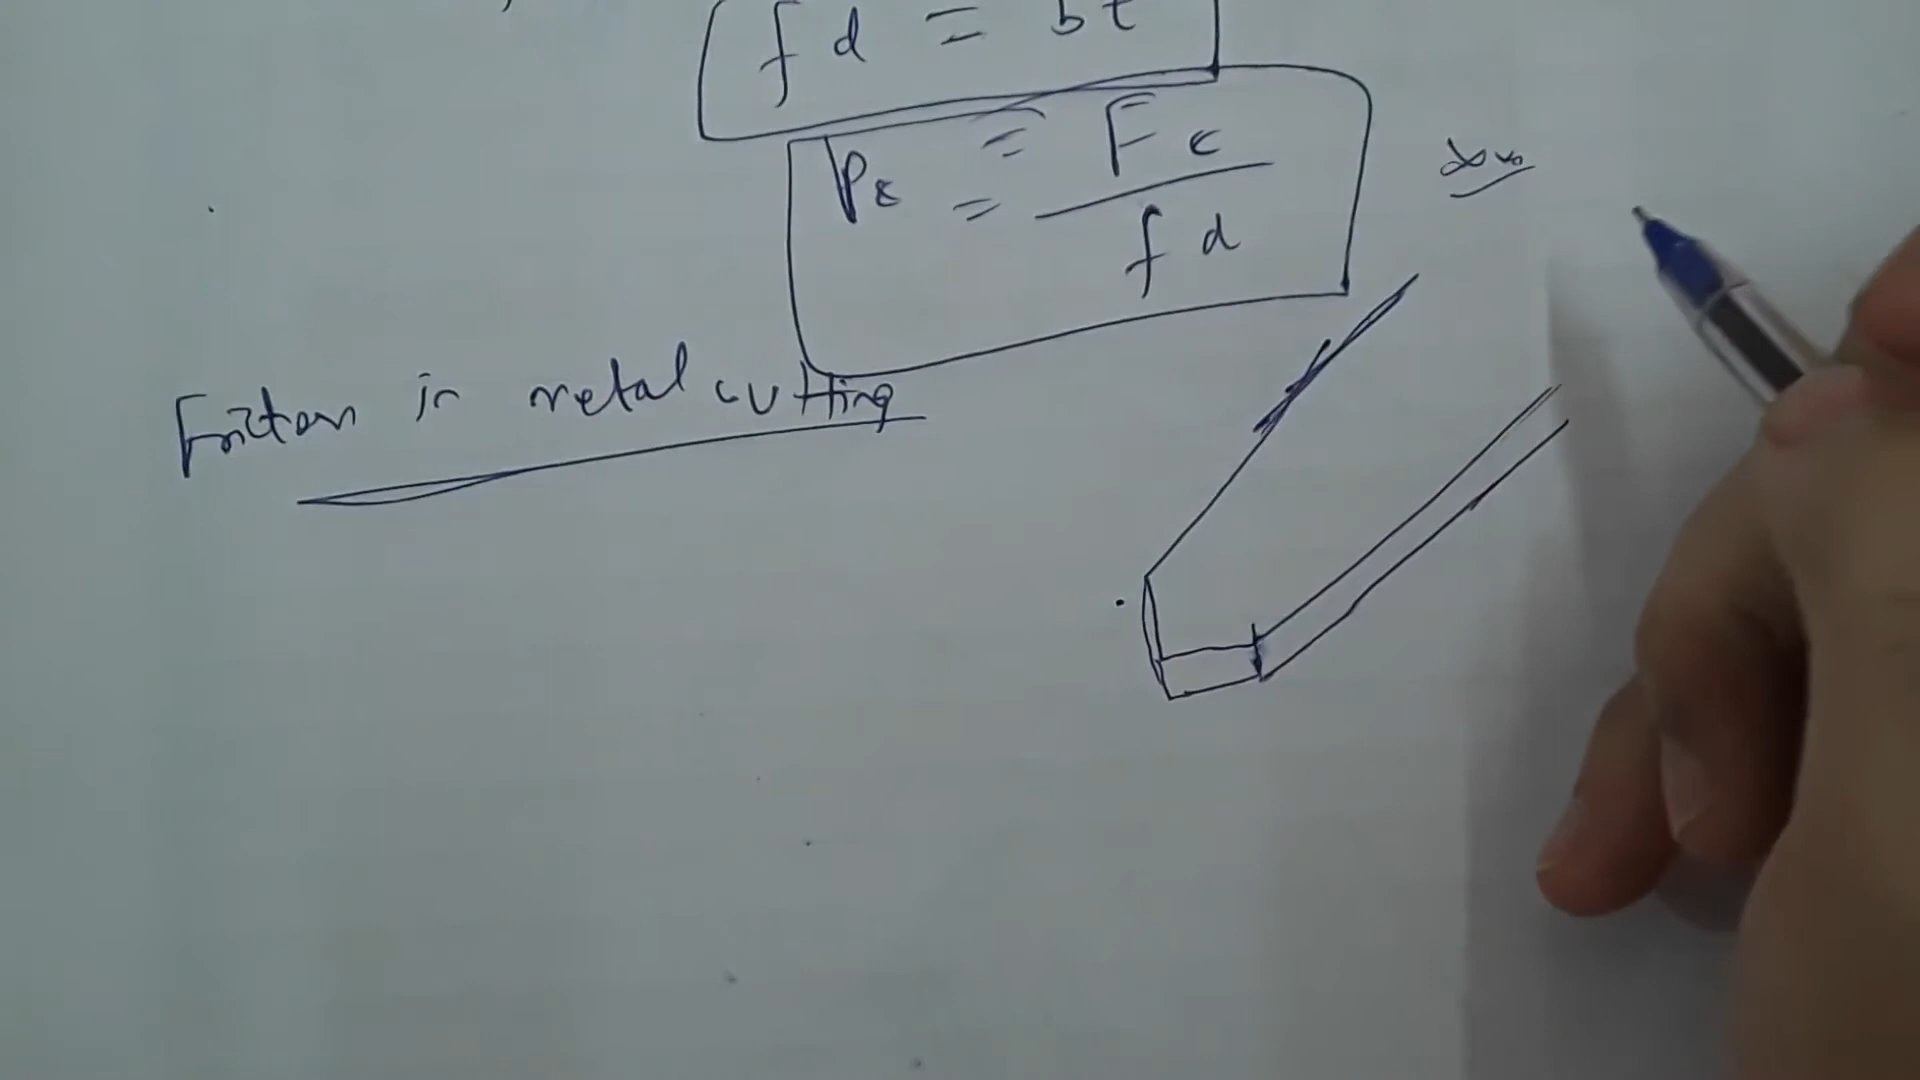 fd = bt
Pc = = Fc / fd
Friction in metal cutting